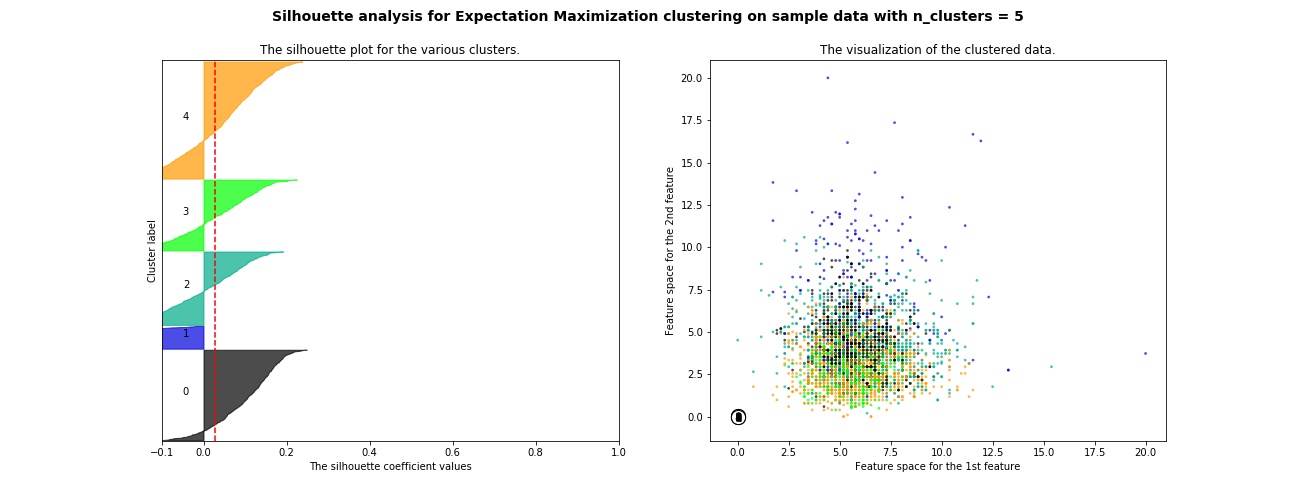 Silhouette analysis for Expectation Maximization clustering on sample data with n_clusters = 5
The silhouette plot for the various clusters.
Cluster label
4
3
2
1
0
−0.1 0.0 0.2 0.4 0.6 0.8 1.0
The silhouette coefficient values
The visualization of the clustered data.
Feature space for the 2nd feature
20.0
17.5
15.0
12.5
10.0
7.5
5.0
2.5
0.0
0.0 2.5 5.0 7.5 10.0 12.5 15.0 17.5 20.0
Feature space for the 1st feature